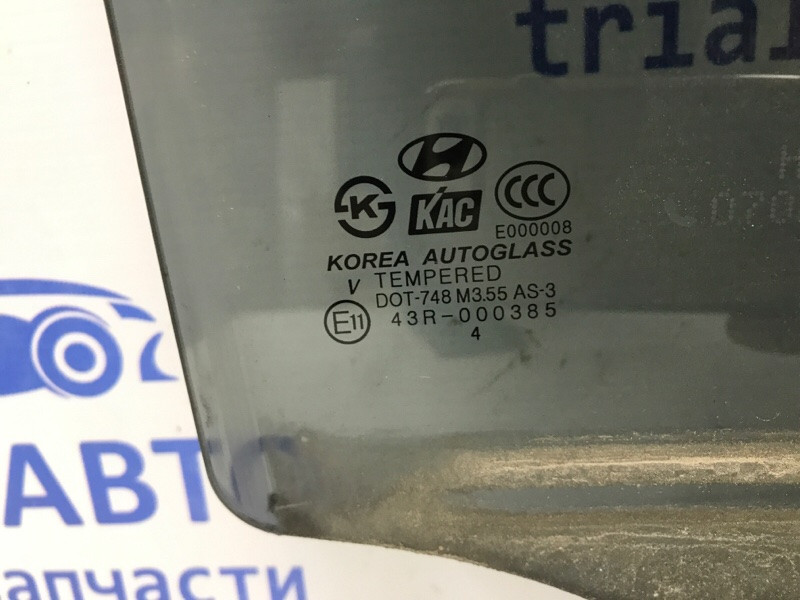 trial
KAC
CCC
E000008
KOREA AUTOGLASS
V TEMPERED
DOT-748 M3.55 AS-3
E11 43R-000385
4
АВТО
запчасти